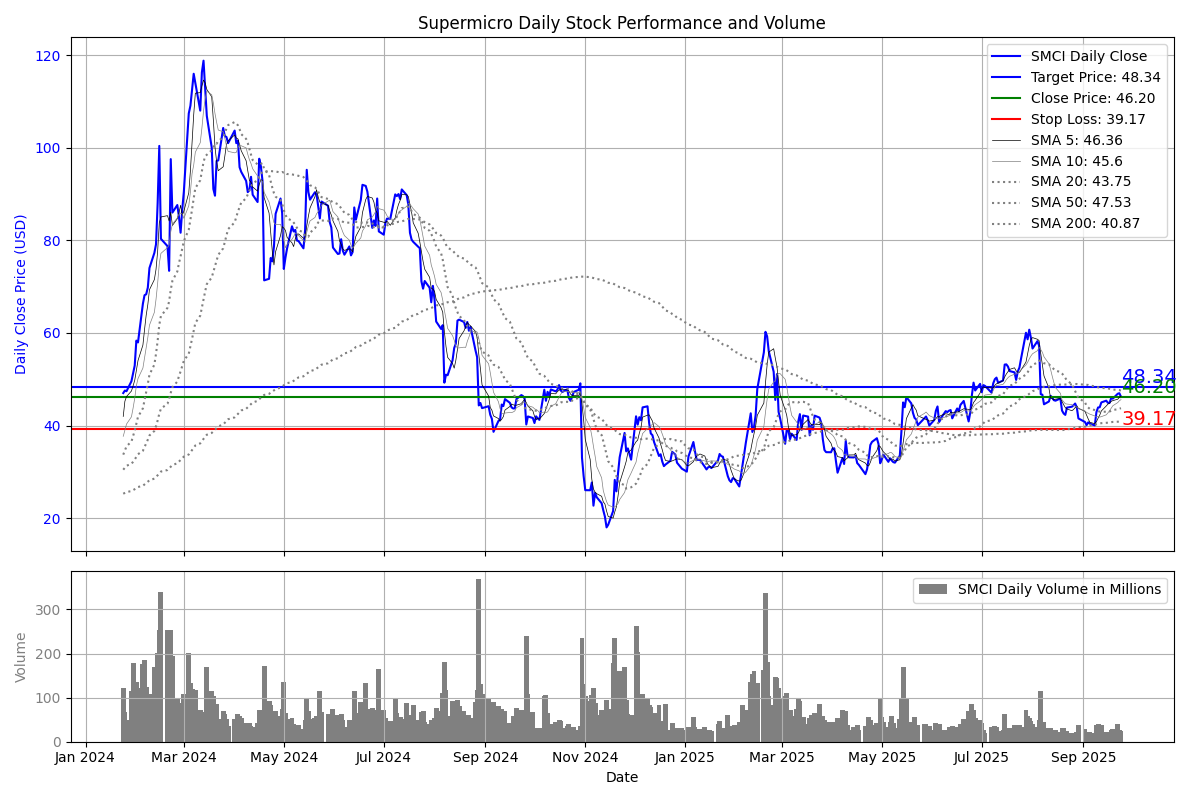 Supermicro Daily Stock Performance and Volume
Daily Close Price (USD)
120
100
80
60
40
20
SMCI Daily Close
Target Price: 48.34
Close Price: 46.20
Stop Loss: 39.17
SMA 5: 46.36
SMA 10: 45.6
SMA 20: 43.75
SMA 50: 47.53
SMA 200: 40.87
48.34
46.20
39.17
Volume
300
200
100
0
SMCI Daily Volume in Millions
Jan 2024 Mar 2024 May 2024 Jul 2024 Sep 2024 Nov 2024 Jan 2025 Mar 2025 May 2025 Jul 2025 Sep 2025
Date